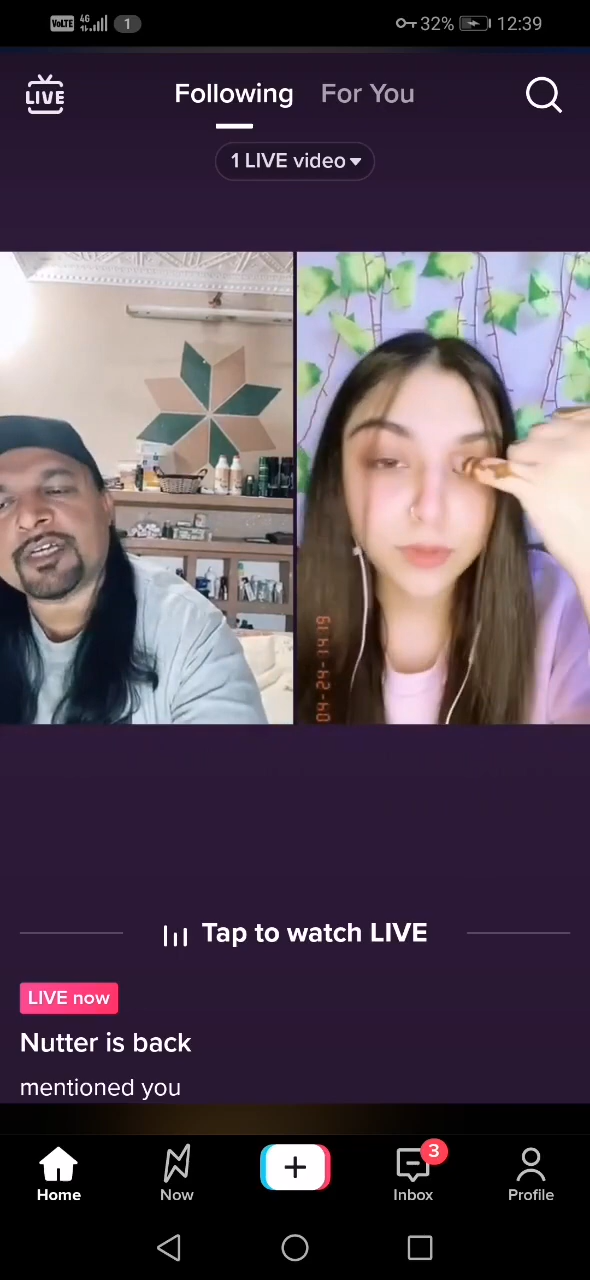 VoLTE 4G 1 32% 12:39
LIVE Following For You
1 LIVE video
Tap to watch LIVE
LIVE now
Nutter is back
mentioned you
3
Home Now Inbox Profile